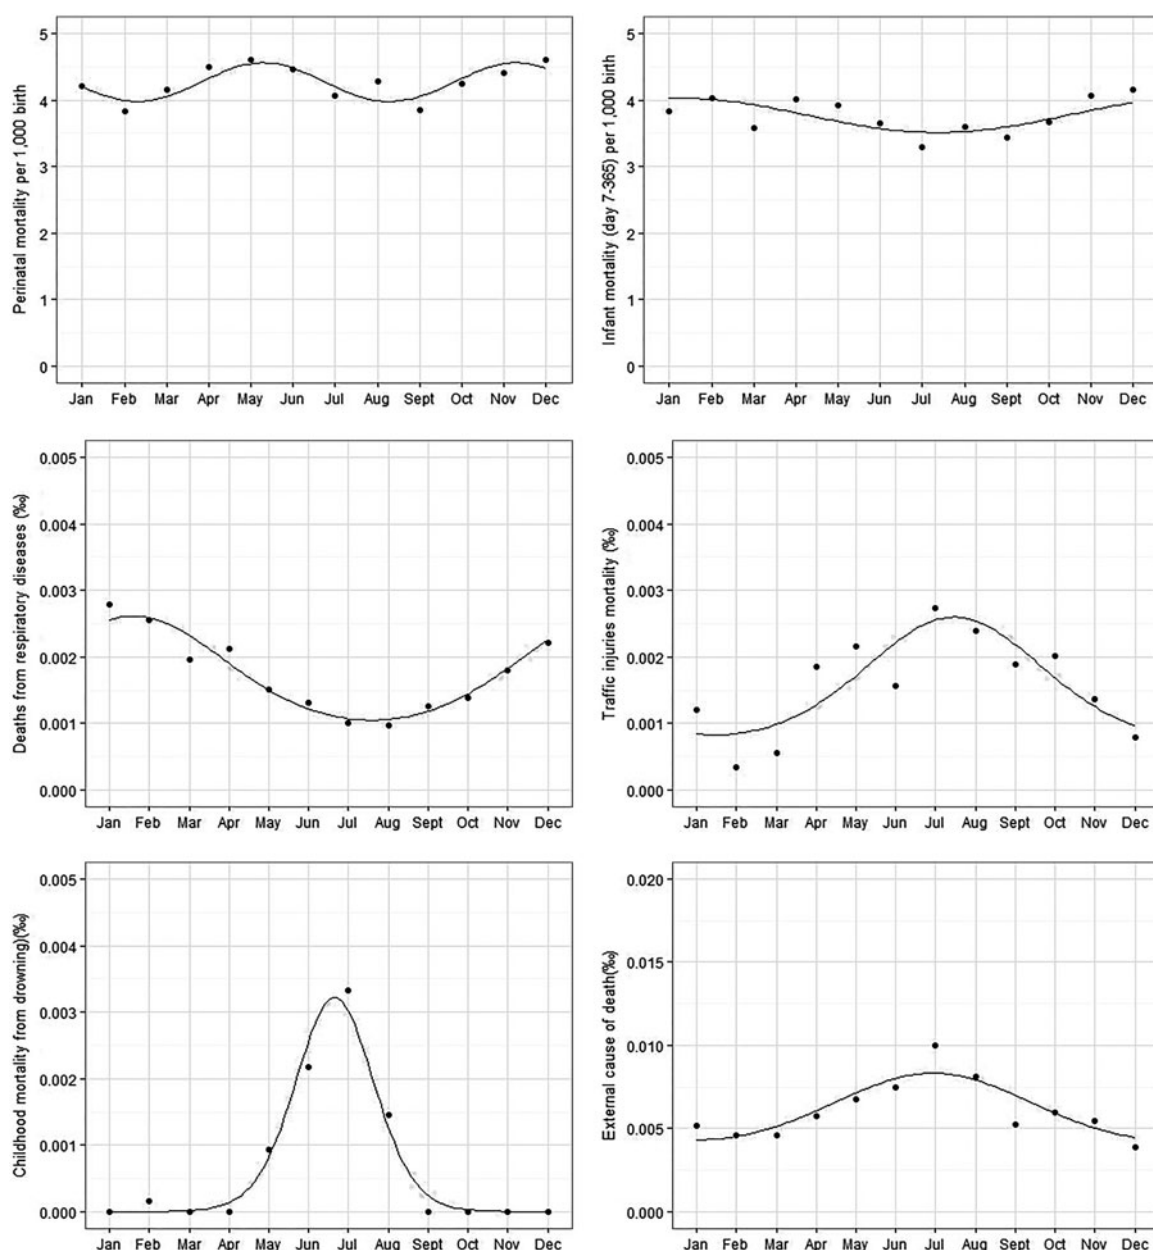 Perinatal mortality per 1,000 birth
5
4
3
2
1
0
Jan Feb Mar Apr May Jun Jul Aug Sept Oct Nov Dec
Infant mortality (day 7-365) per 1,000 birth
5
4
3
2
1
0
Jan Feb Mar Apr May Jun Jul Aug Sept Oct Nov Dec
Deaths from respiratory diseases (‰)
0.005
0.004
0.003
0.002
0.001
0.000
Jan Feb Mar Apr May Jun Jul Aug Sept Oct Nov Dec
Traffic injuries mortality (‰)
0.005
0.004
0.003
0.002
0.001
0.000
Jan Feb Mar Apr May Jun Jul Aug Sept Oct Nov Dec
Childhood mortality from drowning)(‰)
0.005
0.004
0.003
0.002
0.001
0.000
Jan Feb Mar Apr May Jun Jul Aug Sept Oct Nov Dec
External cause of death(‰)
0.020
0.015
0.010
0.005
0.000
Jan Feb Mar Apr May Jun Jul Aug Sept Oct Nov Dec